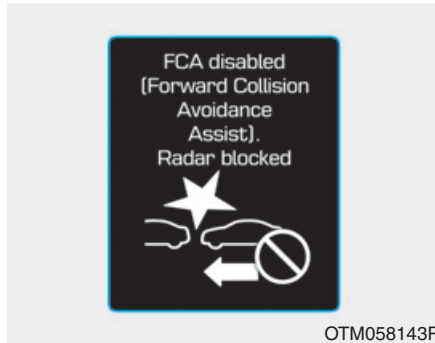 FCA disabled
(Forward Collision
Avoidance
Assist).
Radar blocked
OTM058143F